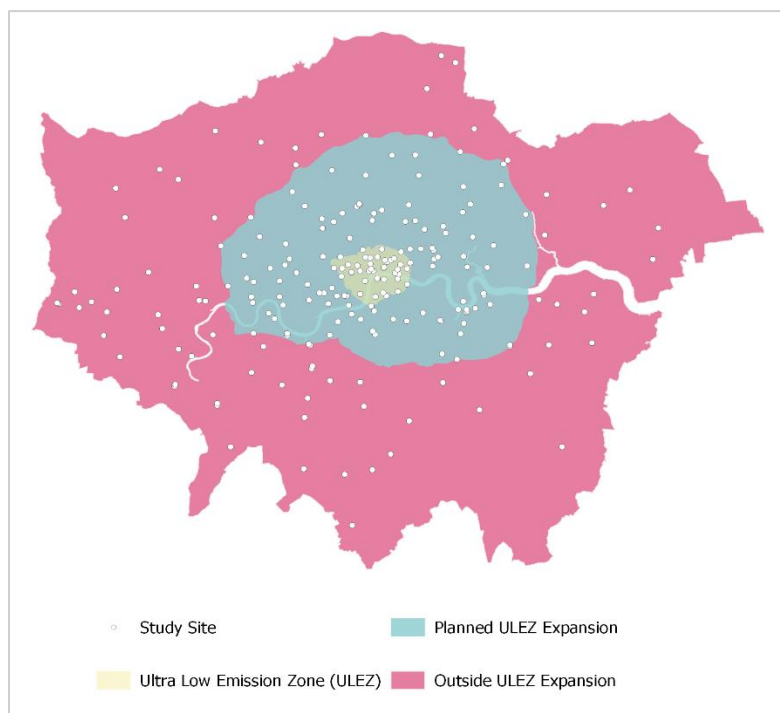 Study Site
Planned ULEZ Expansion
Ultra Low Emission Zone (ULEZ)
Outside ULEZ Expansion